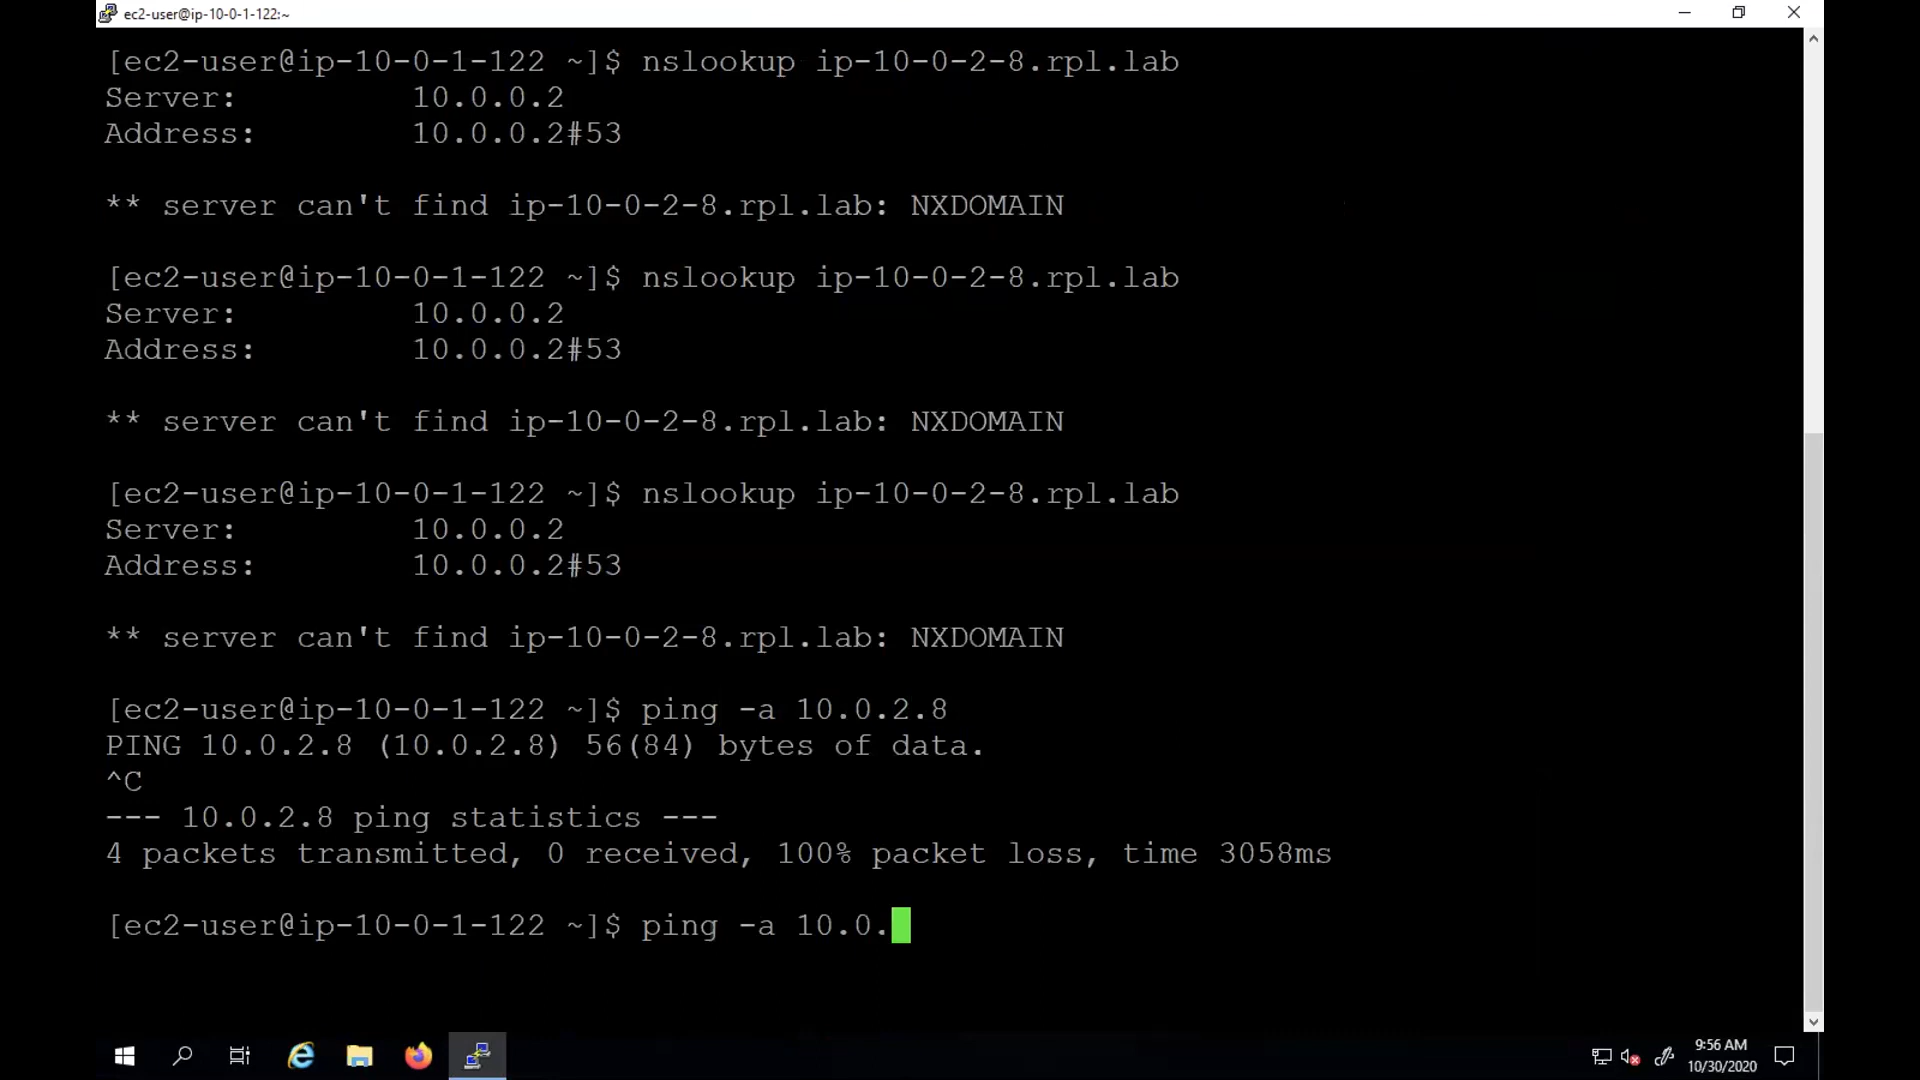 ec2-user@ip-10-0-1-122:~
[ec2-user@ip-10-0-1-122 ~]$ nslookup ip-10-0-2-8.rpl.lab
Server:         10.0.0.2
Address:        10.0.0.2#53
** server can't find ip-10-0-2-8.rpl.lab: NXDOMAIN
[ec2-user@ip-10-0-1-122 ~]$ nslookup ip-10-0-2-8.rpl.lab
Server:         10.0.0.2
Address:        10.0.0.2#53
** server can't find ip-10-0-2-8.rpl.lab: NXDOMAIN
[ec2-user@ip-10-0-1-122 ~]$ nslookup ip-10-0-2-8.rpl.lab
Server:         10.0.0.2
Address:        10.0.0.2#53
** server can't find ip-10-0-2-8.rpl.lab: NXDOMAIN
[ec2-user@ip-10-0-1-122 ~]$ ping -a 10.0.2.8
PING 10.0.2.8 (10.0.2.8) 56(84) bytes of data.
^C
--- 10.0.2.8 ping statistics ---
4 packets transmitted, 0 received, 100% packet loss, time 3058ms
[ec2-user@ip-10-0-1-122 ~]$ ping -a 10.0.
9:56 AM
10/30/2020